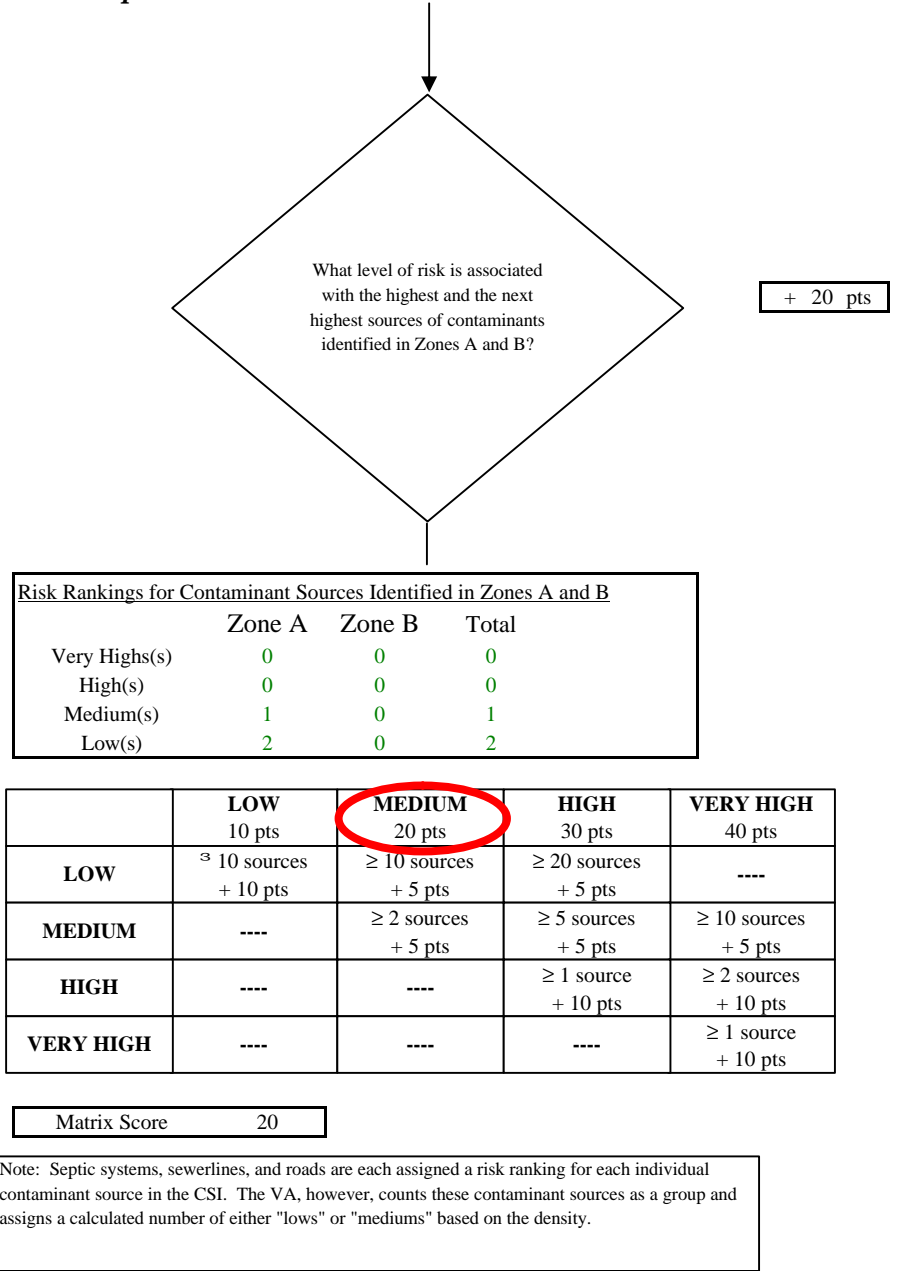 What level of risk is associated
with the highest and the next
highest sources of contaminants
identified in Zones A and B?
+ 20 pts
Risk Rankings for Contaminant Sources Identified in Zones A and B
Zone A Zone B Total
Very Highs(s) 0 0 0
High(s) 0 0 0
Medium(s) 1 0 1
Low(s) 2 0 2
LOW MEDIUM HIGH VERY HIGH
10 pts 20 pts 30 pts 40 pts
LOW ³ 10 sources ≥ 10 sources ≥ 20 sources ----
+ 10 pts + 5 pts + 5 pts
MEDIUM ---- ≥ 2 sources ≥ 5 sources ≥ 10 sources
+ 5 pts + 5 pts + 5 pts
HIGH ---- ---- ≥ 1 source ≥ 2 sources
+ 10 pts + 10 pts
VERY HIGH ---- ---- ---- ≥ 1 source
+ 10 pts
Matrix Score 20
Note: Septic systems, sewerlines, and roads are each assigned a risk ranking for each individual
contaminant source in the CSI. The VA, however, counts these contaminant sources as a group and
assigns a calculated number of either "lows" or "mediums" based on the density.